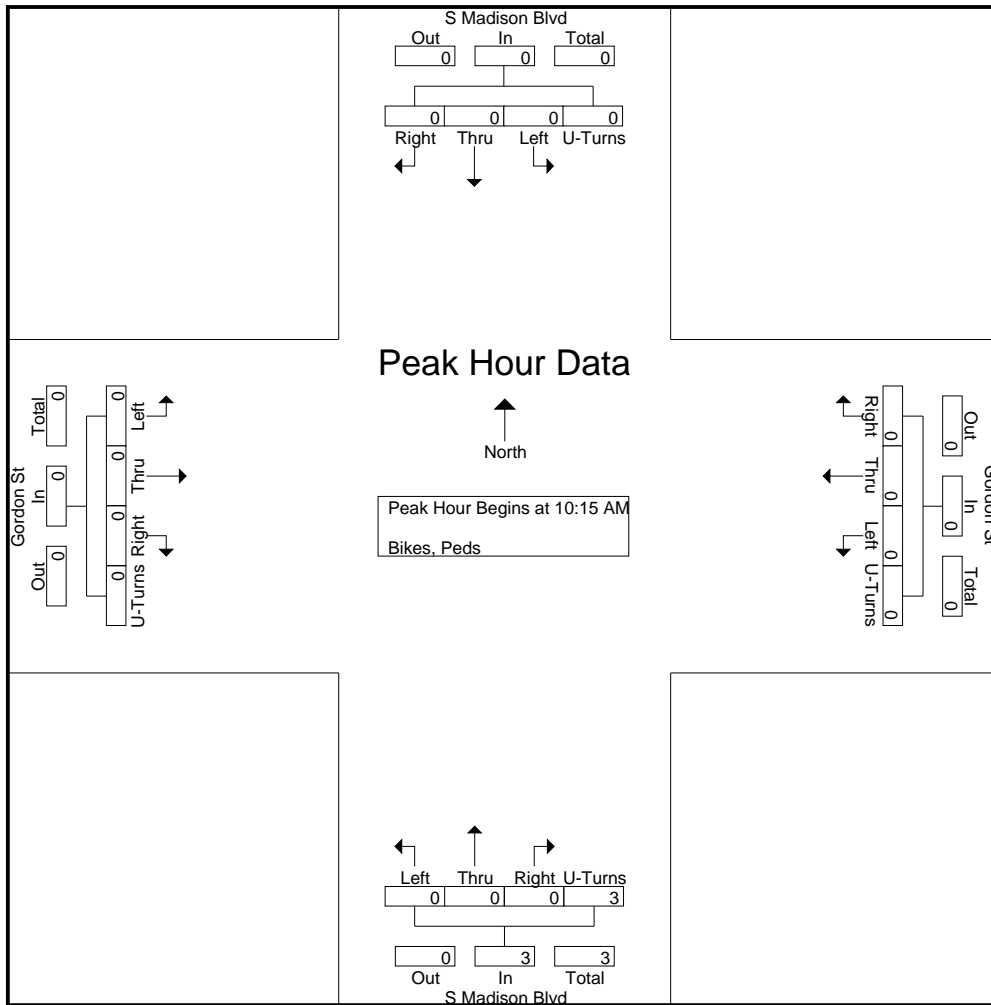 S Madison Blvd
Out In Total
0 0 0
0 0 0 0
Right Thru Left U-Turns
Peak Hour Data
North
Peak Hour Begins at 10:15 AM
Bikes, Peds
Gordon St
Total In Out
0 0 0
0 0 0 0
Left Thru Right U-Turns
Right Thru Left U-Turns
0 0 0 0
Out In Total
0 0 0
Gordon St
Left Thru Right U-Turns
0 0 0 3
0 3 3
Out In Total
S Madison Blvd